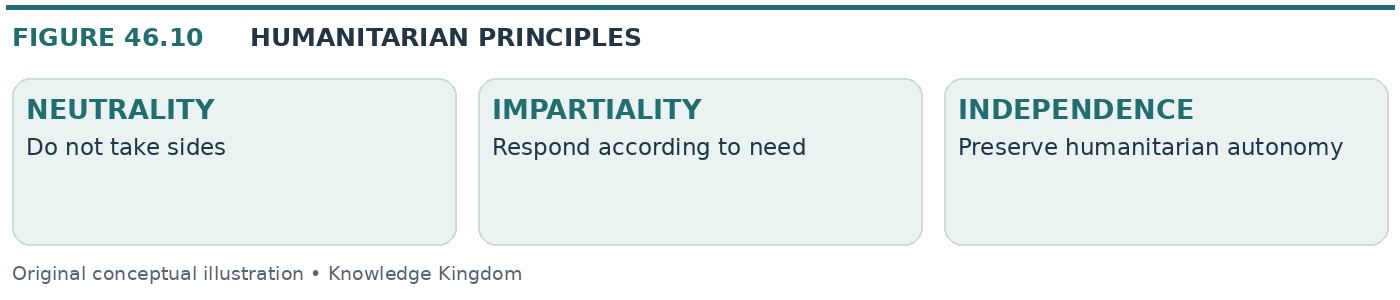 FIGURE 46.10 HUMANITARIAN PRINCIPLES
NEUTRALITY
Do not take sides
IMPARTIALITY
Respond according to need
INDEPENDENCE
Preserve humanitarian autonomy
Original conceptual illustration • Knowledge Kingdom